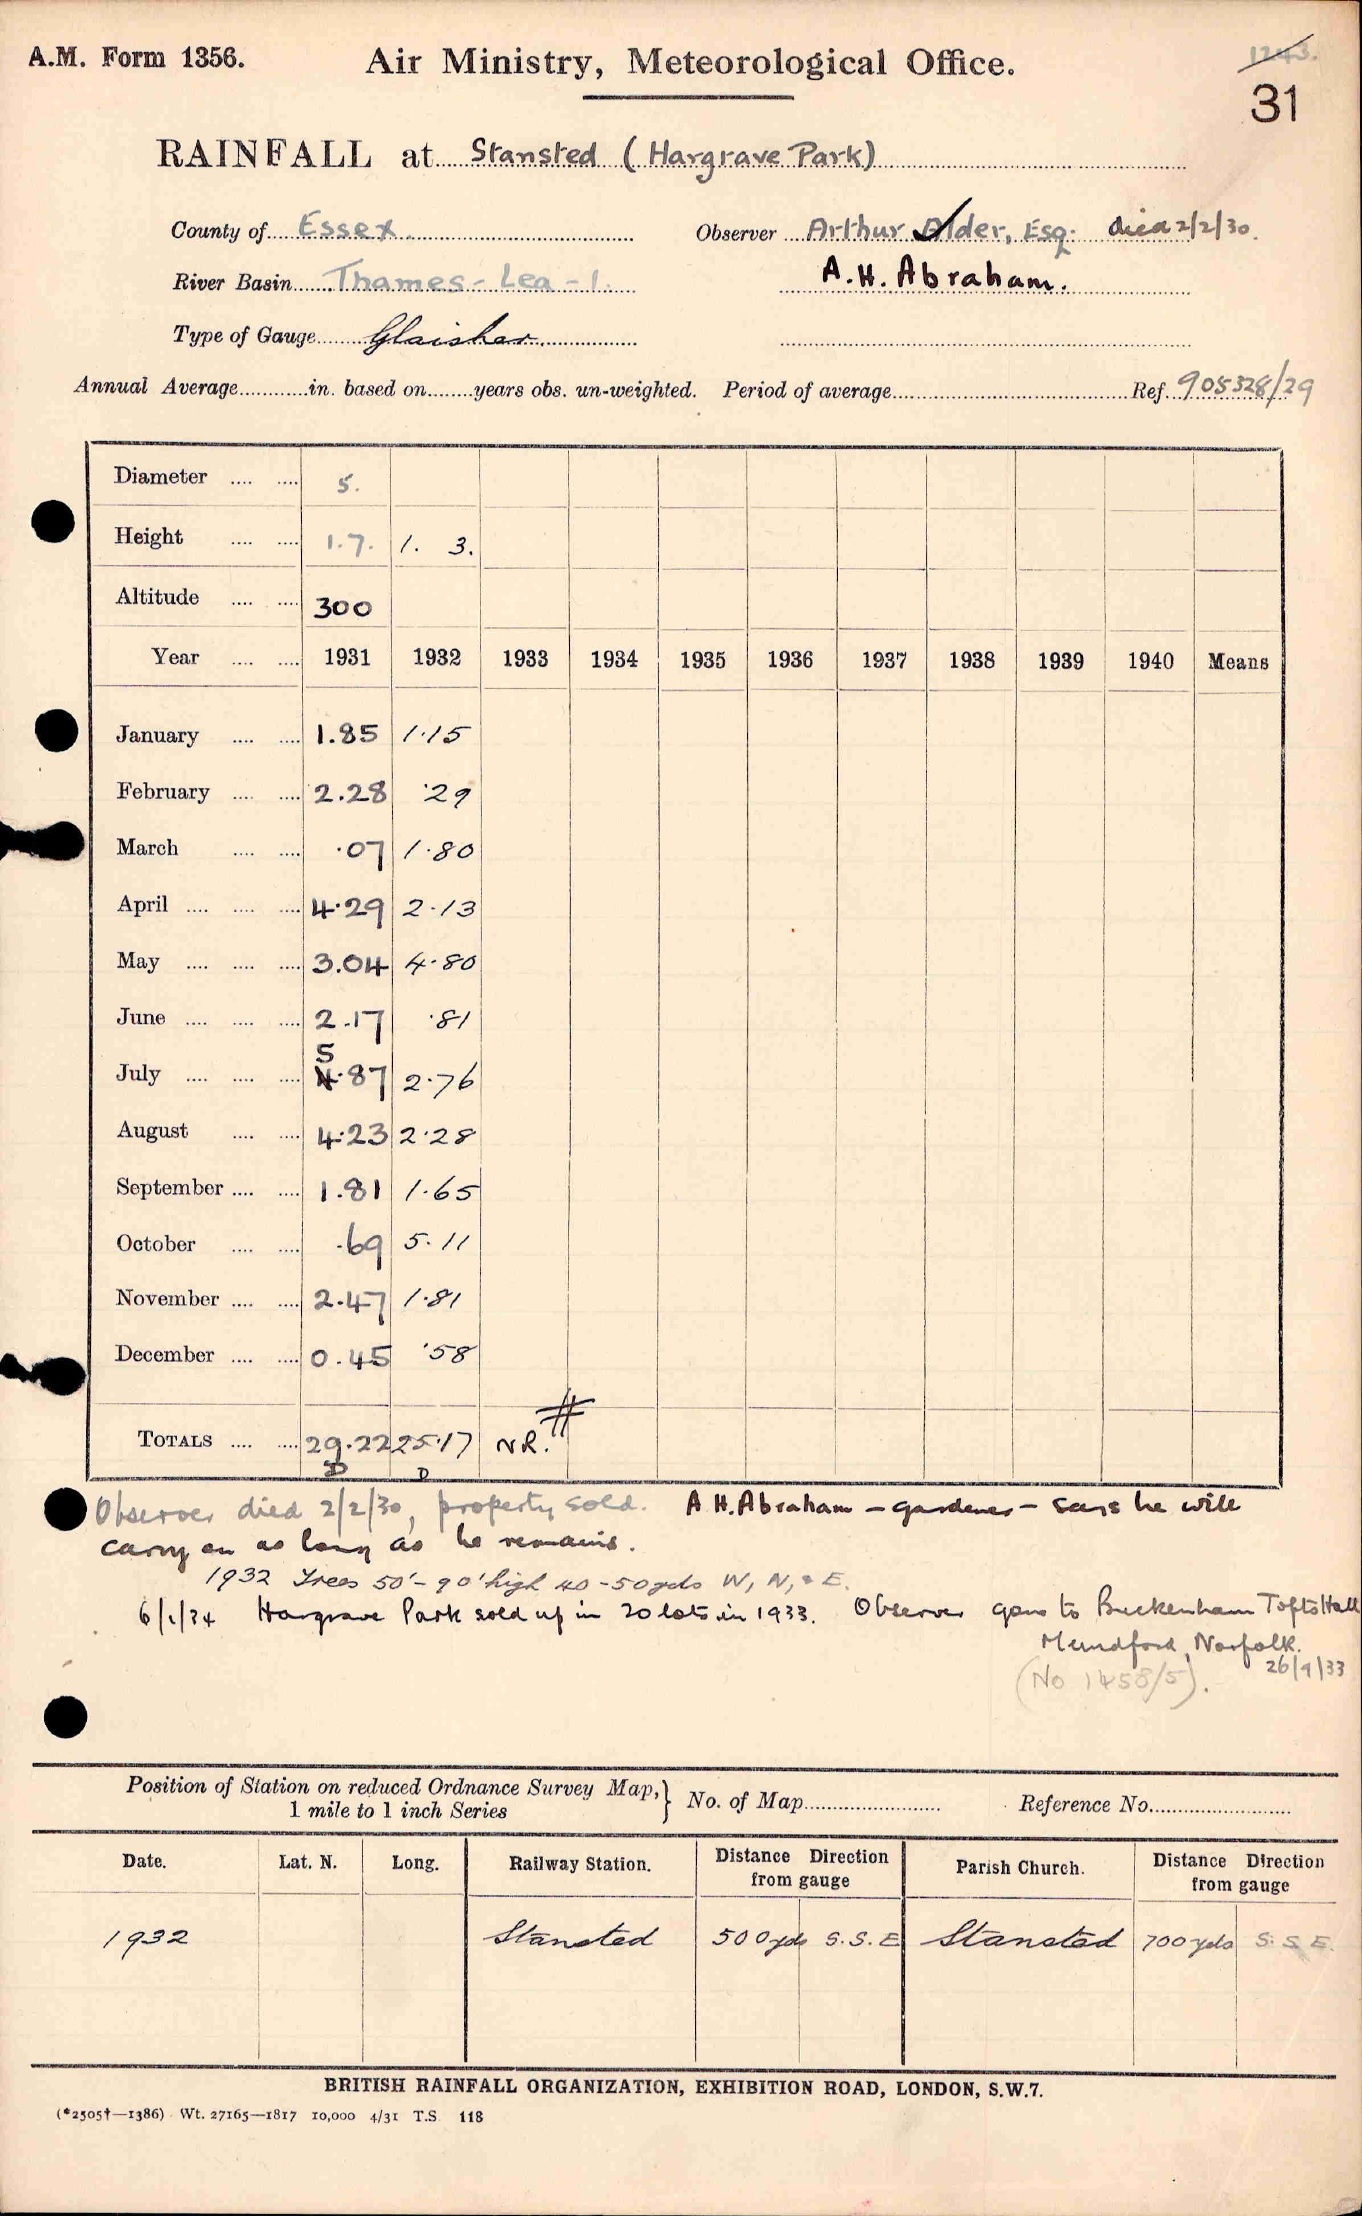 A.M. Form 1356. Air Ministry, Meteorological Office. 1243.
31
RAINFALL at Stansted (Hargrave Park)
County of Essex. Observer Arthur Alder, Esq. died 2/2/30.
River Basin Thames - Lea - 1. A.H. Abraham.
Type of Gauge Glaisher.
Annual Average in. based on years obs. un-weighted. Period of average Ref. 905328/29
Diameter 5.
Height 1.7. 1. 3.
Altitude 300
Year 1931 1932 1933 1934 1935 1936 1937 1938 1939 1940 Means
January 1.85 1.15
February 2.28 .29
March .07 1.80
April 4.29 2.13
May 3.04 4.80
June 2.17 .81
5
July 4.87 2.76
August 4.23 2.28
September 1.81 1.65
October .69 5.11
November 2.47 1.81
December 0.45 .58
TOTALS 29.22 25.17 N.R. #
D D
Observer died 2/2/30, property sold. A H. Abraham - gardener - says he will
carry on as long as he remains.
1932 Trees 50' - 90' high 40 - 50 yds W, N, & E.
6/1/34 Hargrave Park sold up in 20 lots in 1933. Observer gone to Buckenham Tofts Hall
Mundford, Norfolk.
26/9/33
(No 1458/5).
Position of Station on reduced Ordnance Survey Map, } No. of Map Reference No.
1 mile to 1 inch Series
Date. Lat. N. Long. Railway Station. Distance Direction from gauge Parish Church. Distance Direction from gauge
1932 Stansted 500 yds S.S.E Stansted 700 yds S.S.E.
BRITISH RAINFALL ORGANIZATION, EXHIBITION ROAD, LONDON, S.W.7.
(*2505†—1386) Wt. 27165—1817 10,000 4/31 T.S. 118